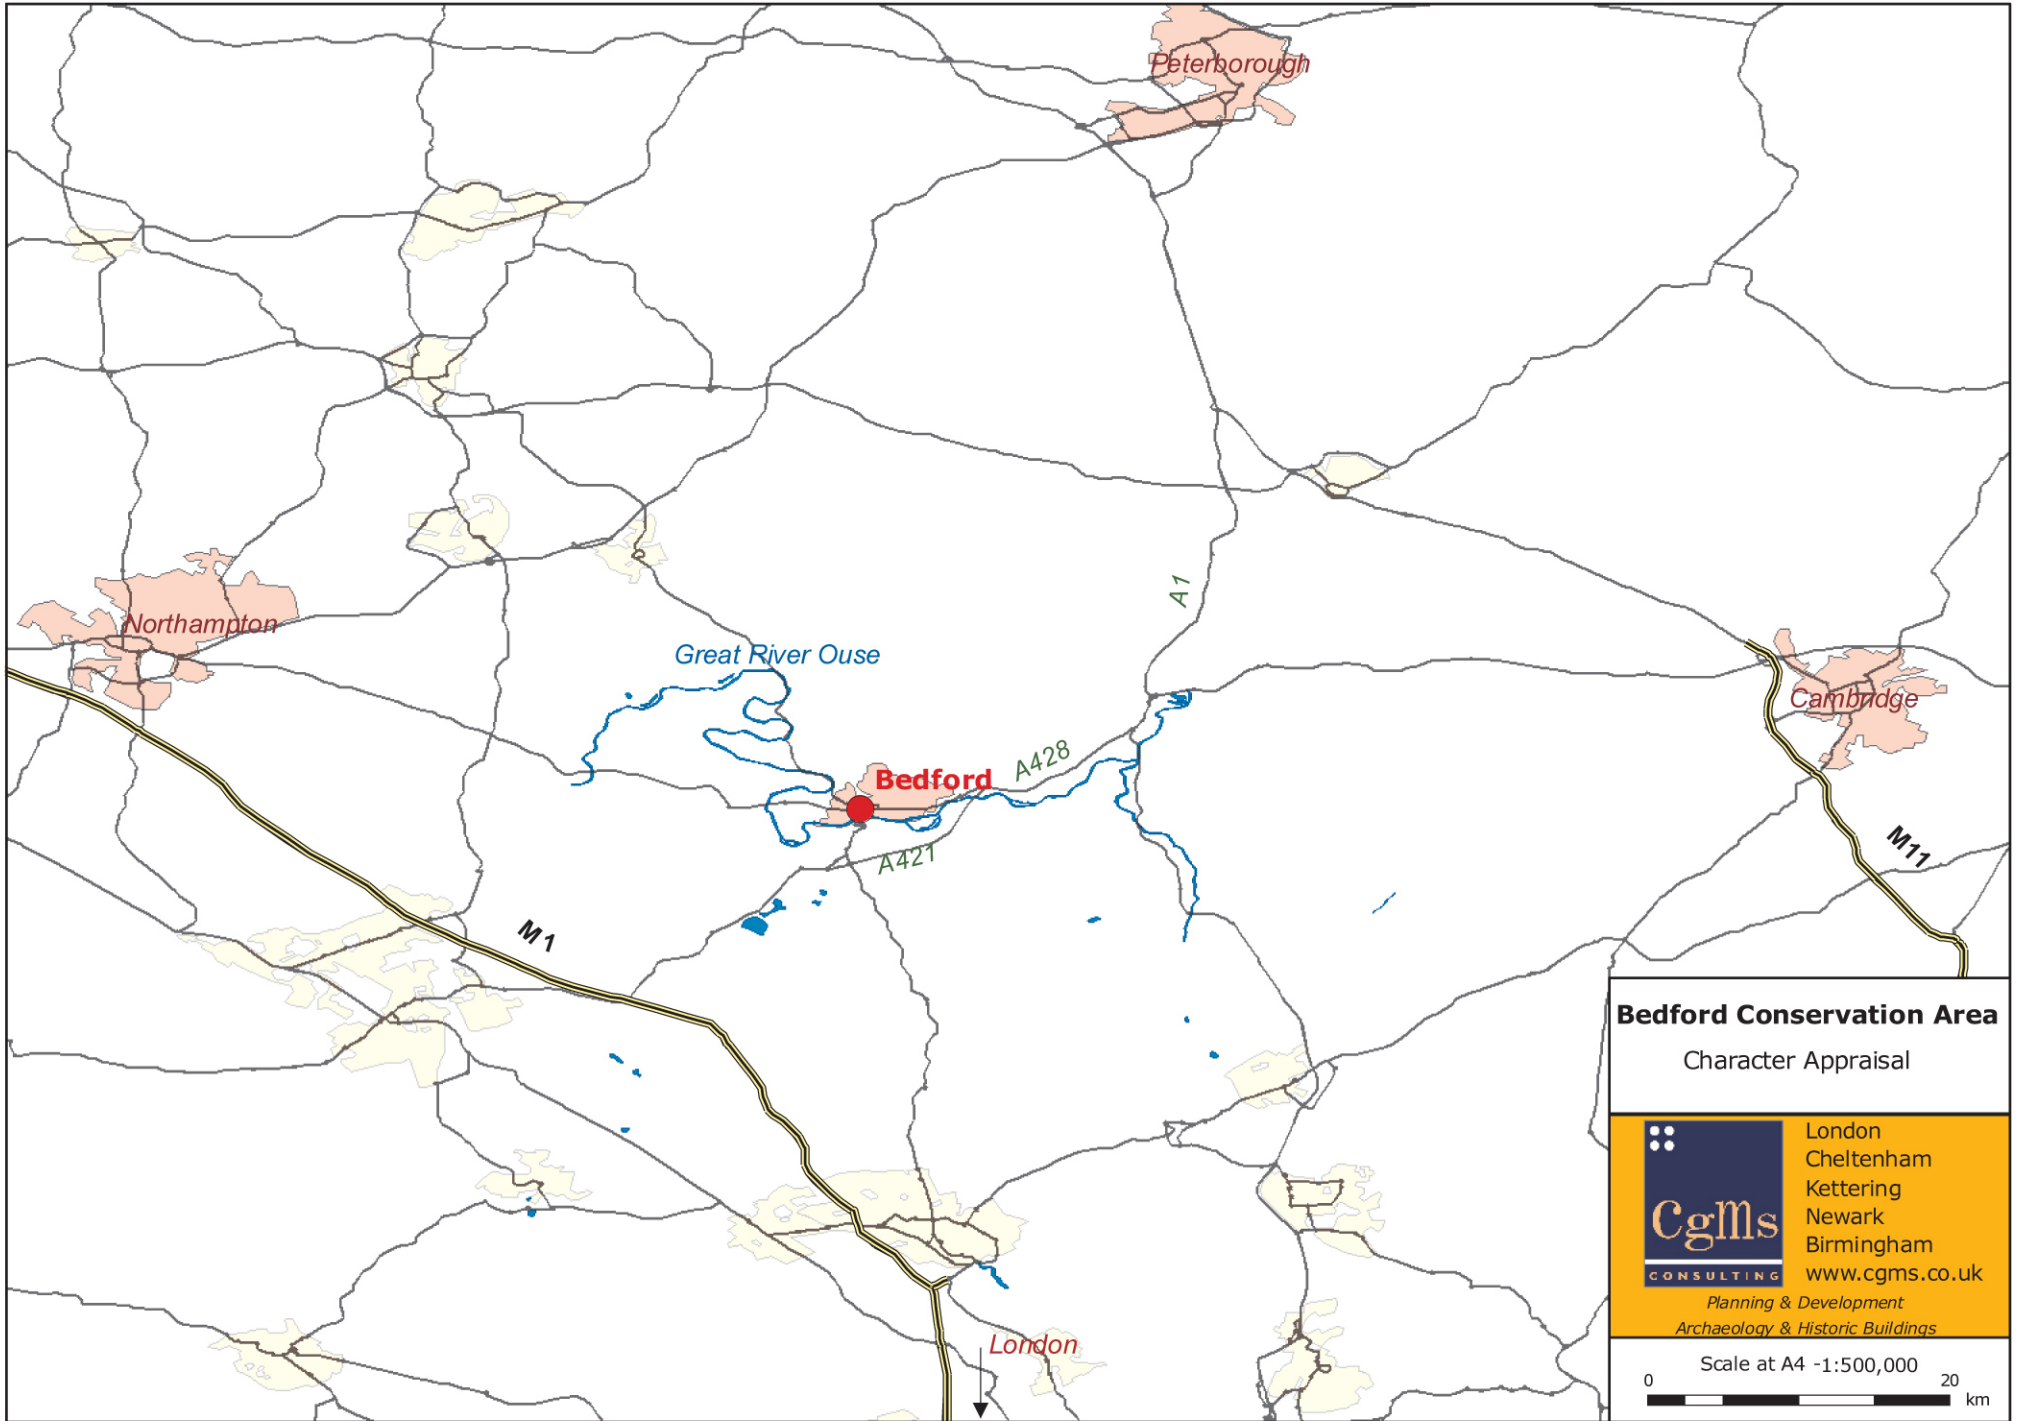 Peterborough
A1
Northampton
Great River Ouse
Cambridge
A428
Bedford
A421
M11
M1
London
Bedford Conservation Area
Character Appraisal
CgMs
CONSULTING
London
Cheltenham
Kettering
Newark
Birmingham
www.cgms.co.uk
Planning & Development
Archaeology & Historic Buildings
Scale at A4 -1:500,000
0 20
km